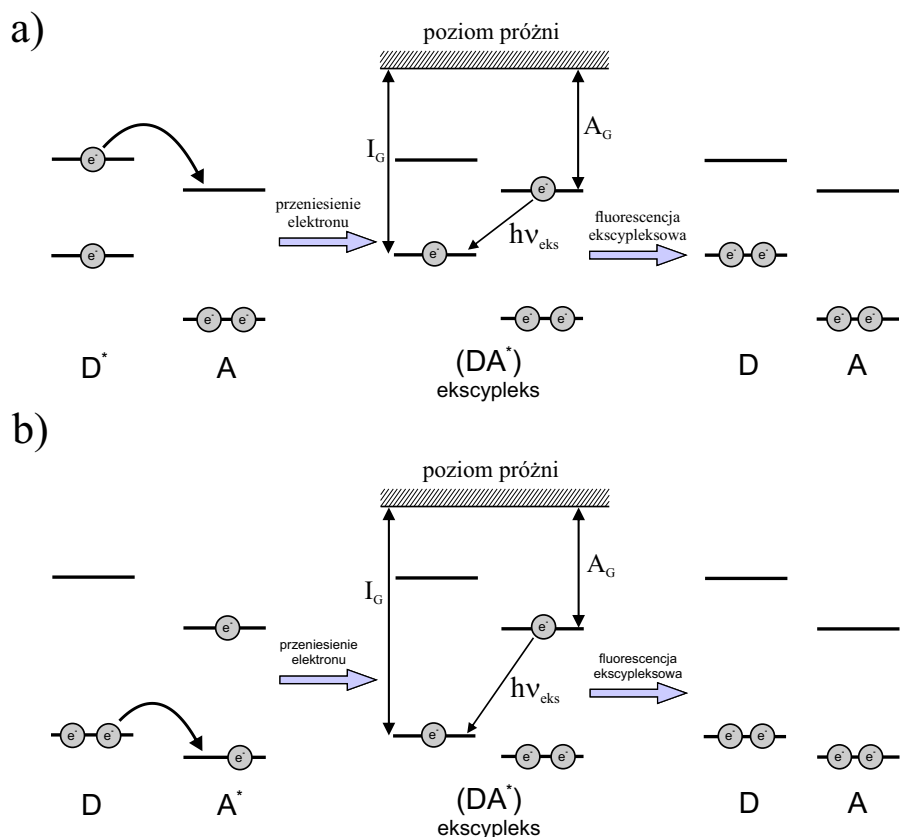 a)
poziom próżni
I_G
A_G
e⁻
e⁻
e⁻
przeniesienie
elektronu
fluorescencja
ekscypleksowa
hν_eks
e⁻
e⁻
e⁻
e⁻ e⁻
e⁻ e⁻
e⁻ e⁻
D*
A
(DA*)
ekscypleks
D
A
b)
poziom próżni
I_G
A_G
e⁻
e⁻
przeniesienie
elektronu
fluorescencja
ekscypleksowa
hν_eks
e⁻ e⁻
e⁻
e⁻
e⁻ e⁻
e⁻ e⁻
e⁻ e⁻
D
A*
(DA*)
ekscypleks
D
A